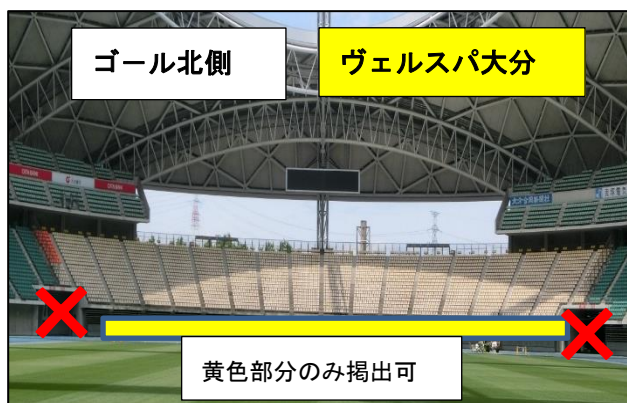 ゴール北側
ヴェルスパ大分
黄色部分のみ掲出可